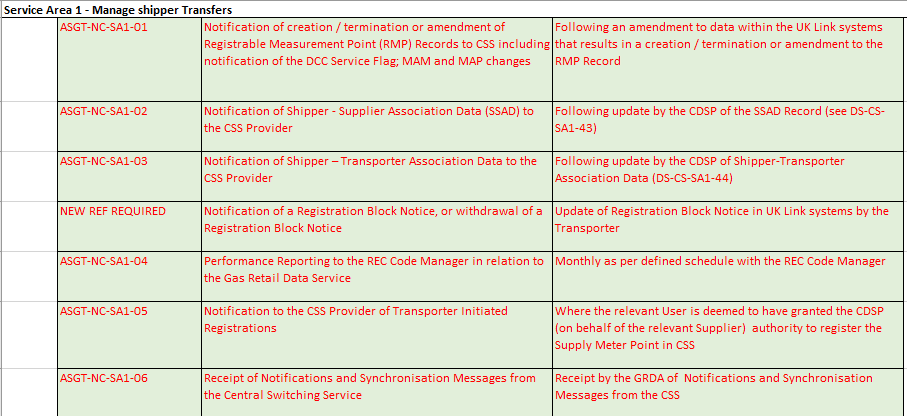 Service Area 1 - Manage shipper Transfers
ASGT-NC-SA1-01
Notification of creation / termination or amendment of
Registrable Measurement Point (RMP) Records to CSS including
notification of the DCC Service Flag; MAM and MAP changes
Following an amendment to data within the UK Link systems
that results in a creation / termination or amendment to the
RMP Record
ASGT-NC-SA1-02
Notification of Shipper - Supplier Association Data (SSAD) to
the CSS Provider
Following update by the CDSP of the SSAD Record (see DS-CS-
SA1-43)
ASGT-NC-SA1-03
Notification of Shipper – Transporter Association Data to the
CSS Provider
Following update by the CDSP of Shipper-Transporter
Association Data (DS-CS-SA1-44)
NEW REF REQUIRED
Notification of a Registration Block Notice, or withdrawal of a
Registration Block Notice
Update of Registration Block Notice in UK Link systems by the
Transporter
ASGT-NC-SA1-04
Performance Reporting to the REC Code Manager in relation to
the Gas Retail Data Service
Monthly as per defined schedule with the REC Code Manager
ASGT-NC-SA1-05
Notification to the CSS Provider of Transporter Initiated
Registrations
Where the relevant User is deemed to have granted the CDSP
(on behalf of the relevant Supplier) authority to register the
Supply Meter Point in CSS
ASGT-NC-SA1-06
Receipt of Notifications and Synchronisation Messages from
the Central Switching Service
Receipt by the GRDA of Notifications and Synchronisation
Messages from the CSS